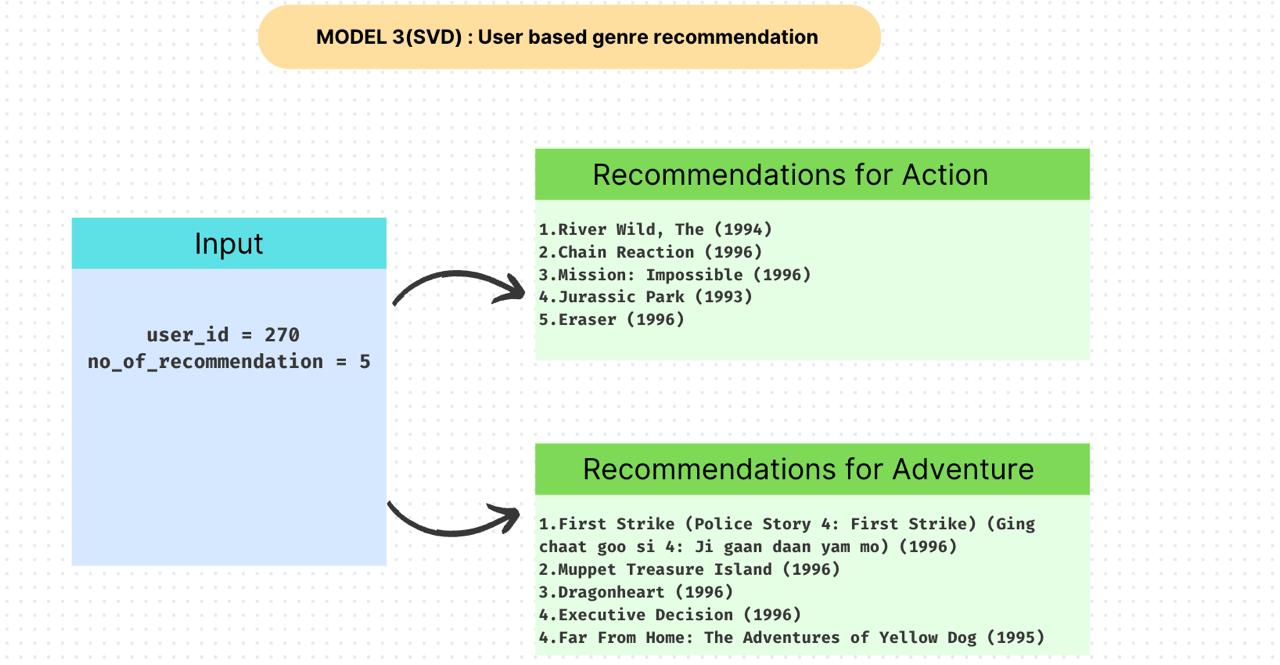 MODEL 3(SVD) : User based genre recommendation
Input
user_id = 270
no_of_recommendation = 5
Recommendations for Action
1.River Wild, The (1994)
2.Chain Reaction (1996)
3.Mission: Impossible (1996)
4.Jurassic Park (1993)
5.Eraser (1996)
Recommendations for Adventure
1.First Strike (Police Story 4: First Strike) (Ging
chaat goo si 4: Ji gaan daan yam mo) (1996)
2.Muppet Treasure Island (1996)
3.Dragonheart (1996)
4.Executive Decision (1996)
4.Far From Home: The Adventures of Yellow Dog (1995)